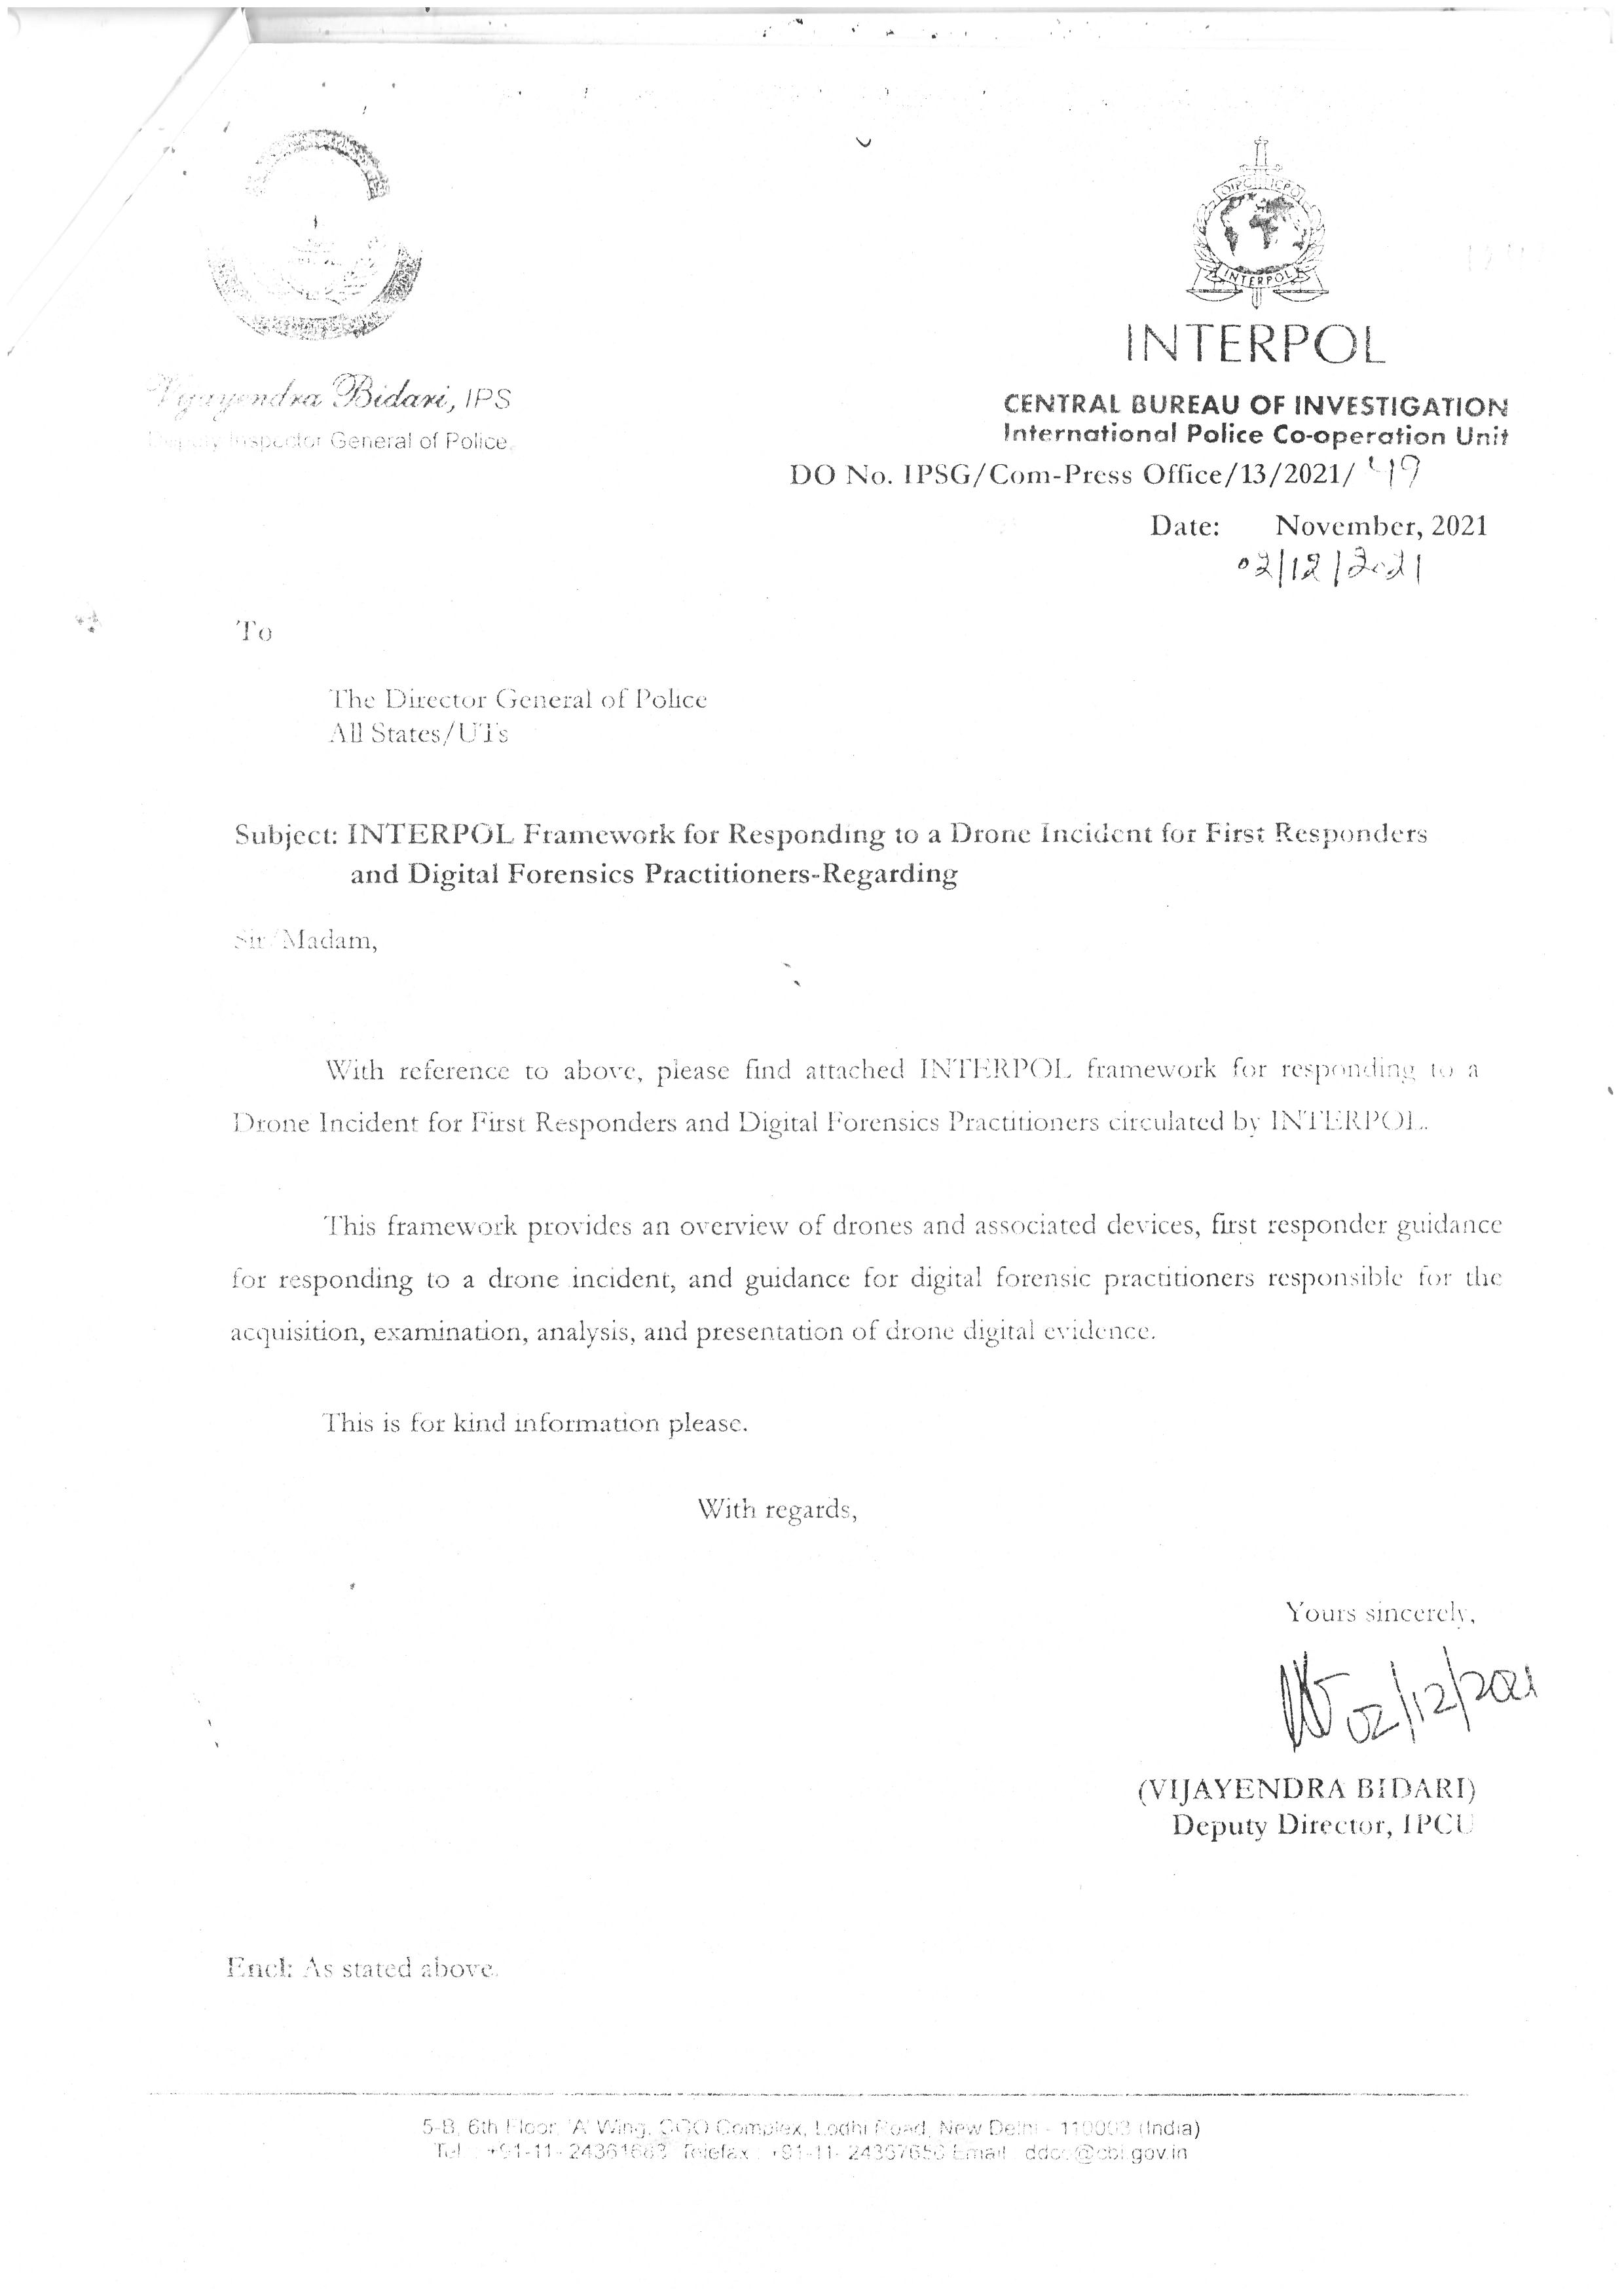 OIPC ICPO
INTERPOL
INTERPOL
Vijayendra Bidari, IPS
Deputy Inspector General of Police
CENTRAL BUREAU OF INVESTIGATION
International Police Co-operation Unit
DO No. IPSG/Com-Press Office/13/2021/
Date: November, 2021
02/12/2021
To
The Director General of Police
All States/UTs
Subject: INTERPOL Framework for Responding to a Drone Incident for First Responders
and Digital Forensics Practitioners-Regarding
Sir/Madam,
With reference to above, please find attached INTERPOL framework for responding to a
Drone Incident for First Responders and Digital Forensics Practitioners circulated by INTERPOL.
This framework provides an overview of drones and associated devices, first responder guidance
for responding to a drone incident, and guidance for digital forensic practitioners responsible for the
acquisition, examination, analysis, and presentation of drone digital evidence.
This is for kind information please.
With regards,
Yours sincerely,
02/12/2021
(VIJAYENDRA BIDARI)
Deputy Director, IPCU
Encl: As stated above.
5-B, 6th Floor, 'A' Wing, CGO Complex, Lodhi Road, New Delhi - 110003 (India)
Tel : +91-11- Telefax : +91-11- Email :